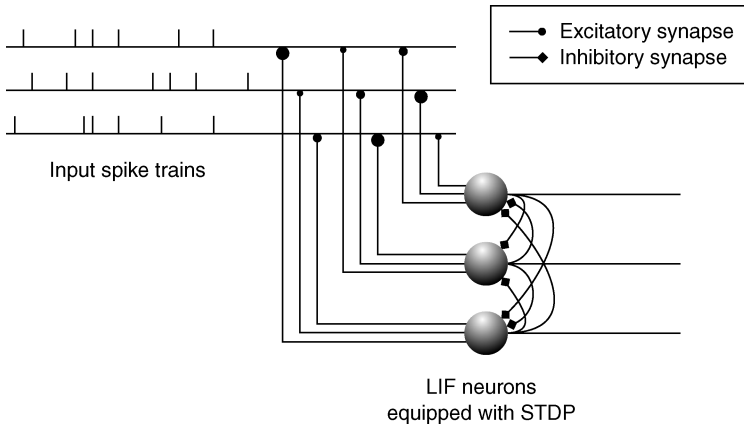 Excitatory synapse
Inhibitory synapse
Input spike trains
LIF neurons
equipped with STDP